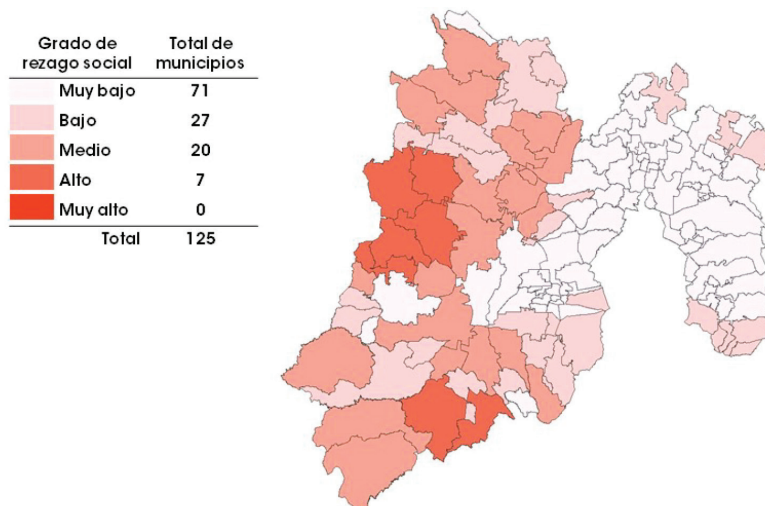 Grado de rezago social Total de municipios
Muy bajo 71
Bajo 27
Medio 20
Alto 7
Muy alto 0
Total 125